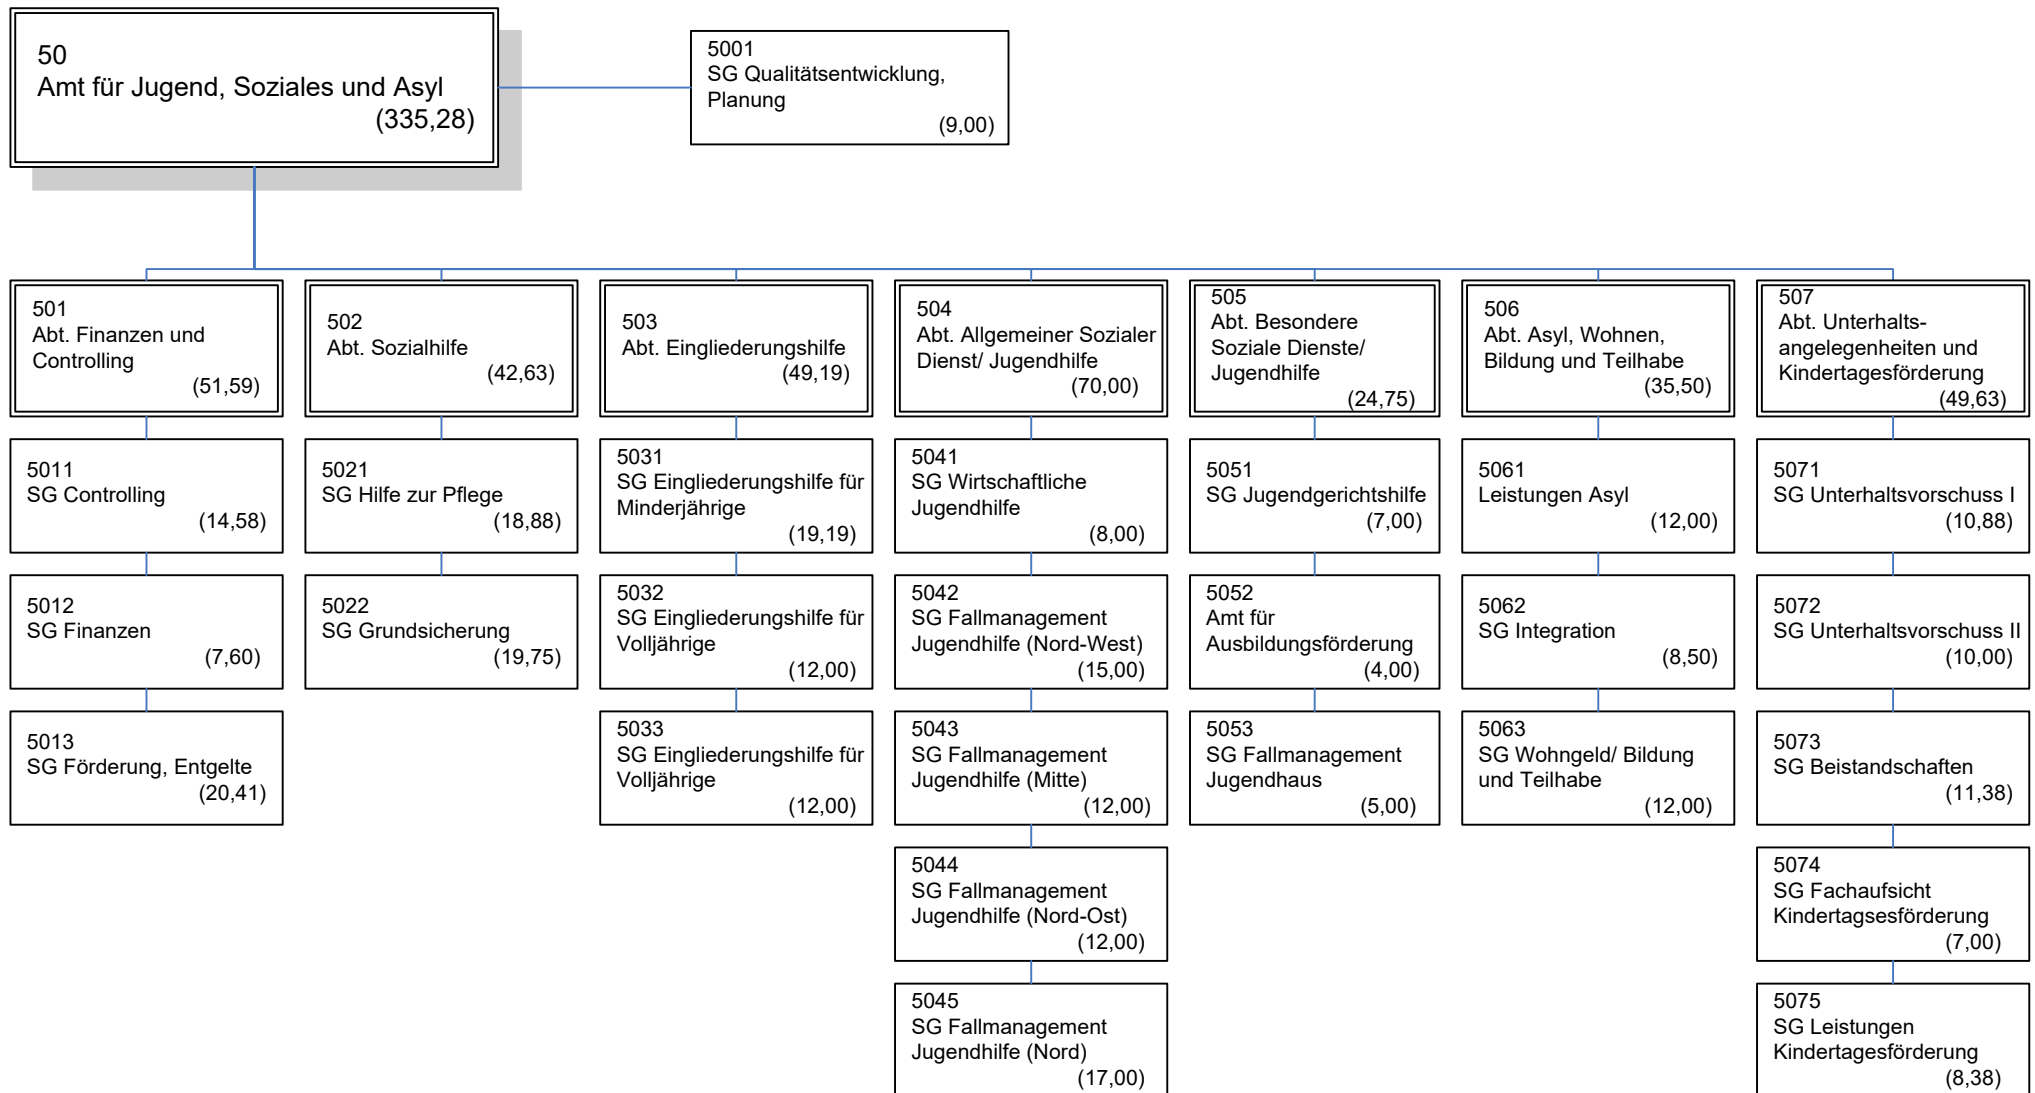 50
Amt für Jugend, Soziales und Asyl
(335,28)
5001
SG Qualitätsentwicklung,
Planung
(9,00)
501
Abt. Finanzen und
Controlling
(51,59)
502
Abt. Sozialhilfe
(42,63)
503
Abt. Eingliederungshilfe
(49,19)
504
Abt. Allgemeiner Sozialer
Dienst/ Jugendhilfe
(70,00)
505
Abt. Besondere
Soziale Dienste/
Jugendhilfe
(24,75)
506
Abt. Asyl, Wohnen,
Bildung und Teilhabe
(35,50)
507
Abt. Unterhalts-
angelegenheiten und
Kindertagesförderung
(49,63)
5011
SG Controlling
(14,58)
5021
SG Hilfe zur Pflege
(18,88)
5031
SG Eingliederungshilfe für
Minderjährige
(19,19)
5041
SG Wirtschaftliche
Jugendhilfe
(8,00)
5051
SG Jugendgerichtshilfe
(7,00)
5061
Leistungen Asyl
(12,00)
5071
SG Unterhaltsvorschuss I
(10,88)
5012
SG Finanzen
(7,60)
5022
SG Grundsicherung
(19,75)
5032
SG Eingliederungshilfe für
Volljährige
(12,00)
5042
SG Fallmanagement
Jugendhilfe (Nord-West)
(15,00)
5052
Amt für
Ausbildungsförderung
(4,00)
5062
SG Integration
(8,50)
5072
SG Unterhaltsvorschuss II
(10,00)
5013
SG Förderung, Entgelte
(20,41)
5033
SG Eingliederungshilfe für
Volljährige
(12,00)
5043
SG Fallmanagement
Jugendhilfe (Mitte)
(12,00)
5053
SG Fallmanagement
Jugendhaus
(5,00)
5063
SG Wohngeld/ Bildung
und Teilhabe
(12,00)
5073
SG Beistandschaften
(11,38)
5044
SG Fallmanagement
Jugendhilfe (Nord-Ost)
(12,00)
5074
SG Fachaufsicht
Kindertagsesförderung
(7,00)
5045
SG Fallmanagement
Jugendhilfe (Nord)
(17,00)
5075
SG Leistungen
Kindertagesförderung
(8,38)